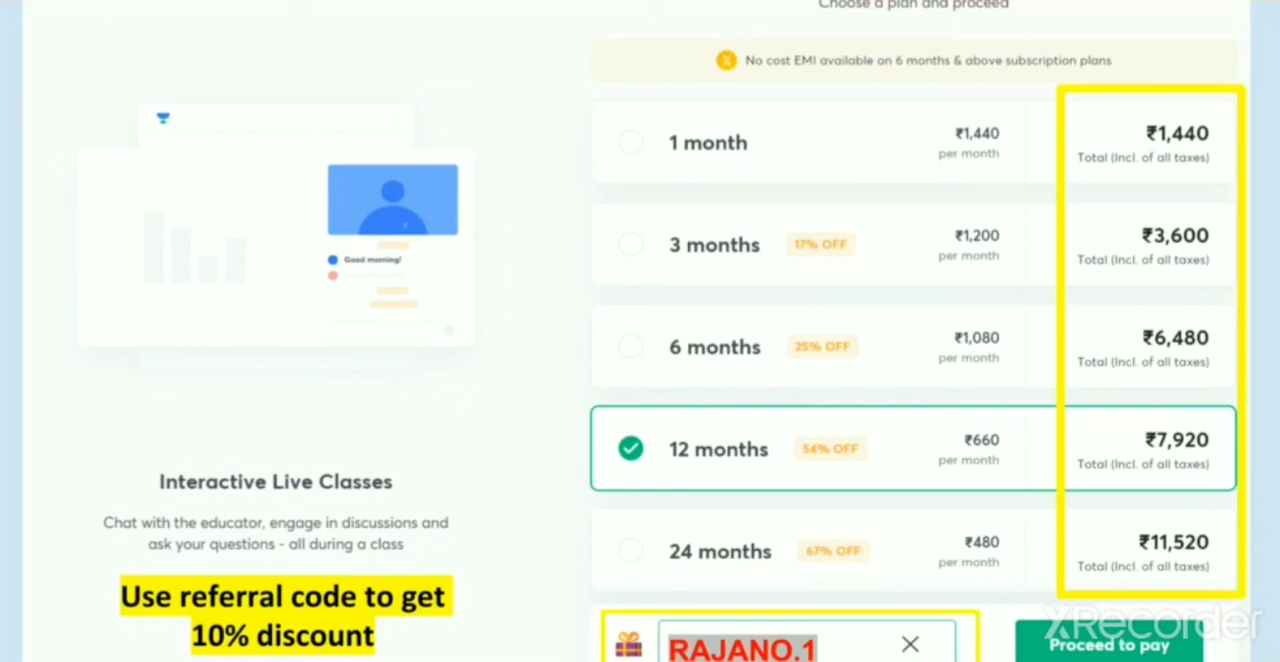 Choose a plan and proceed
No cost EMI available on 6 months & above subscription plans
1 month
₹1,440
per month
₹1,440
Total (Incl. of all taxes)
3 months
17% OFF
₹1,200
per month
₹3,600
Total (Incl. of all taxes)
6 months
25% OFF
₹1,080
per month
₹6,480
Total (Incl. of all taxes)
12 months
54% OFF
₹660
per month
₹7,920
Total (Incl. of all taxes)
24 months
67% OFF
₹480
per month
₹11,520
Total (Incl. of all taxes)
Good morning!
Interactive Live Classes
Chat with the educator, engage in discussions and
ask your questions - all during a class
Use referral code to get
10% discount
RAJANO.1
XRecorder
Proceed to pay